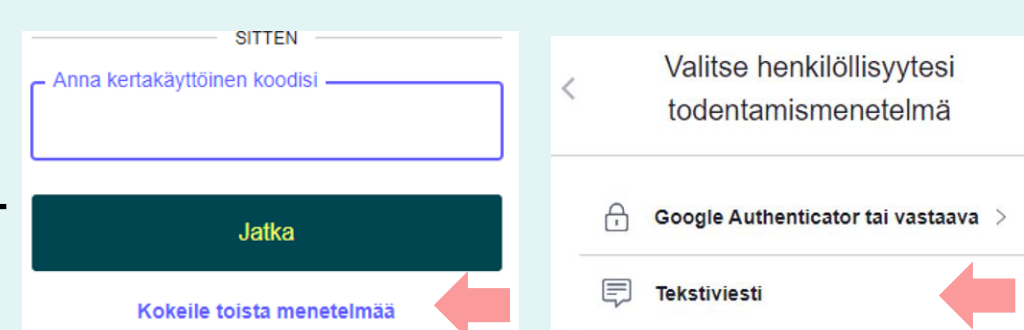 SITTEN
Anna kertakäyttöinen koodisi
Jatka
Kokeile toista menetelmää
Valitse henkilöllisyytesi
todentamismenetelmä
Google Authenticator tai vastaava
Tekstiviesti